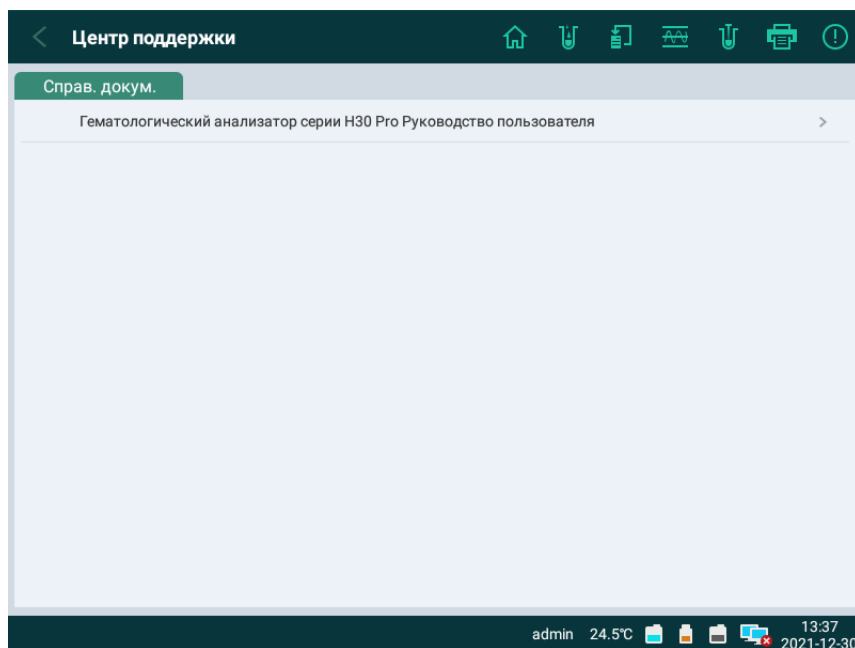 Центр поддержки
Справ. докум.
Гематологический анализатор серии H30 Pro Руководство пользователя
admin 24.5℃ 13:37
2021-12-30